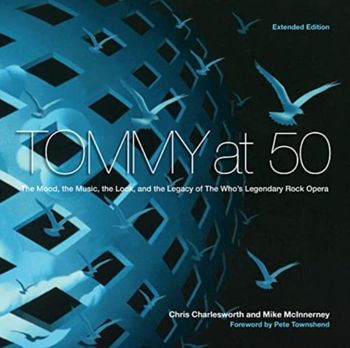 Extended Edition
TOMMY at 50
The Mood, the Music, the Look, and the Legacy of The Who's Legendary Rock Opera
Chris Charlesworth and Mike McInnerney
Foreword by Pete Townshend